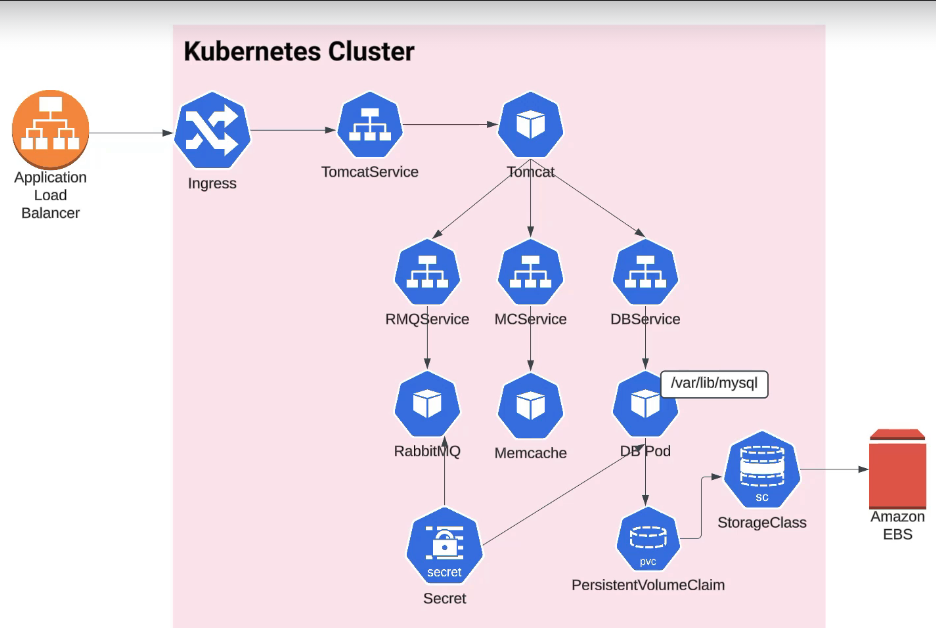 Kubernetes Cluster
Application
Load
Balancer
Ingress
TomcatService
Tomcat
RMQService
MCService
DBService
/var/lib/mysql
RabbitMQ
Memcache
DB Pod
sc
StorageClass
Amazon
EBS
secret
Secret
pvc
PersistentVolumeClaim